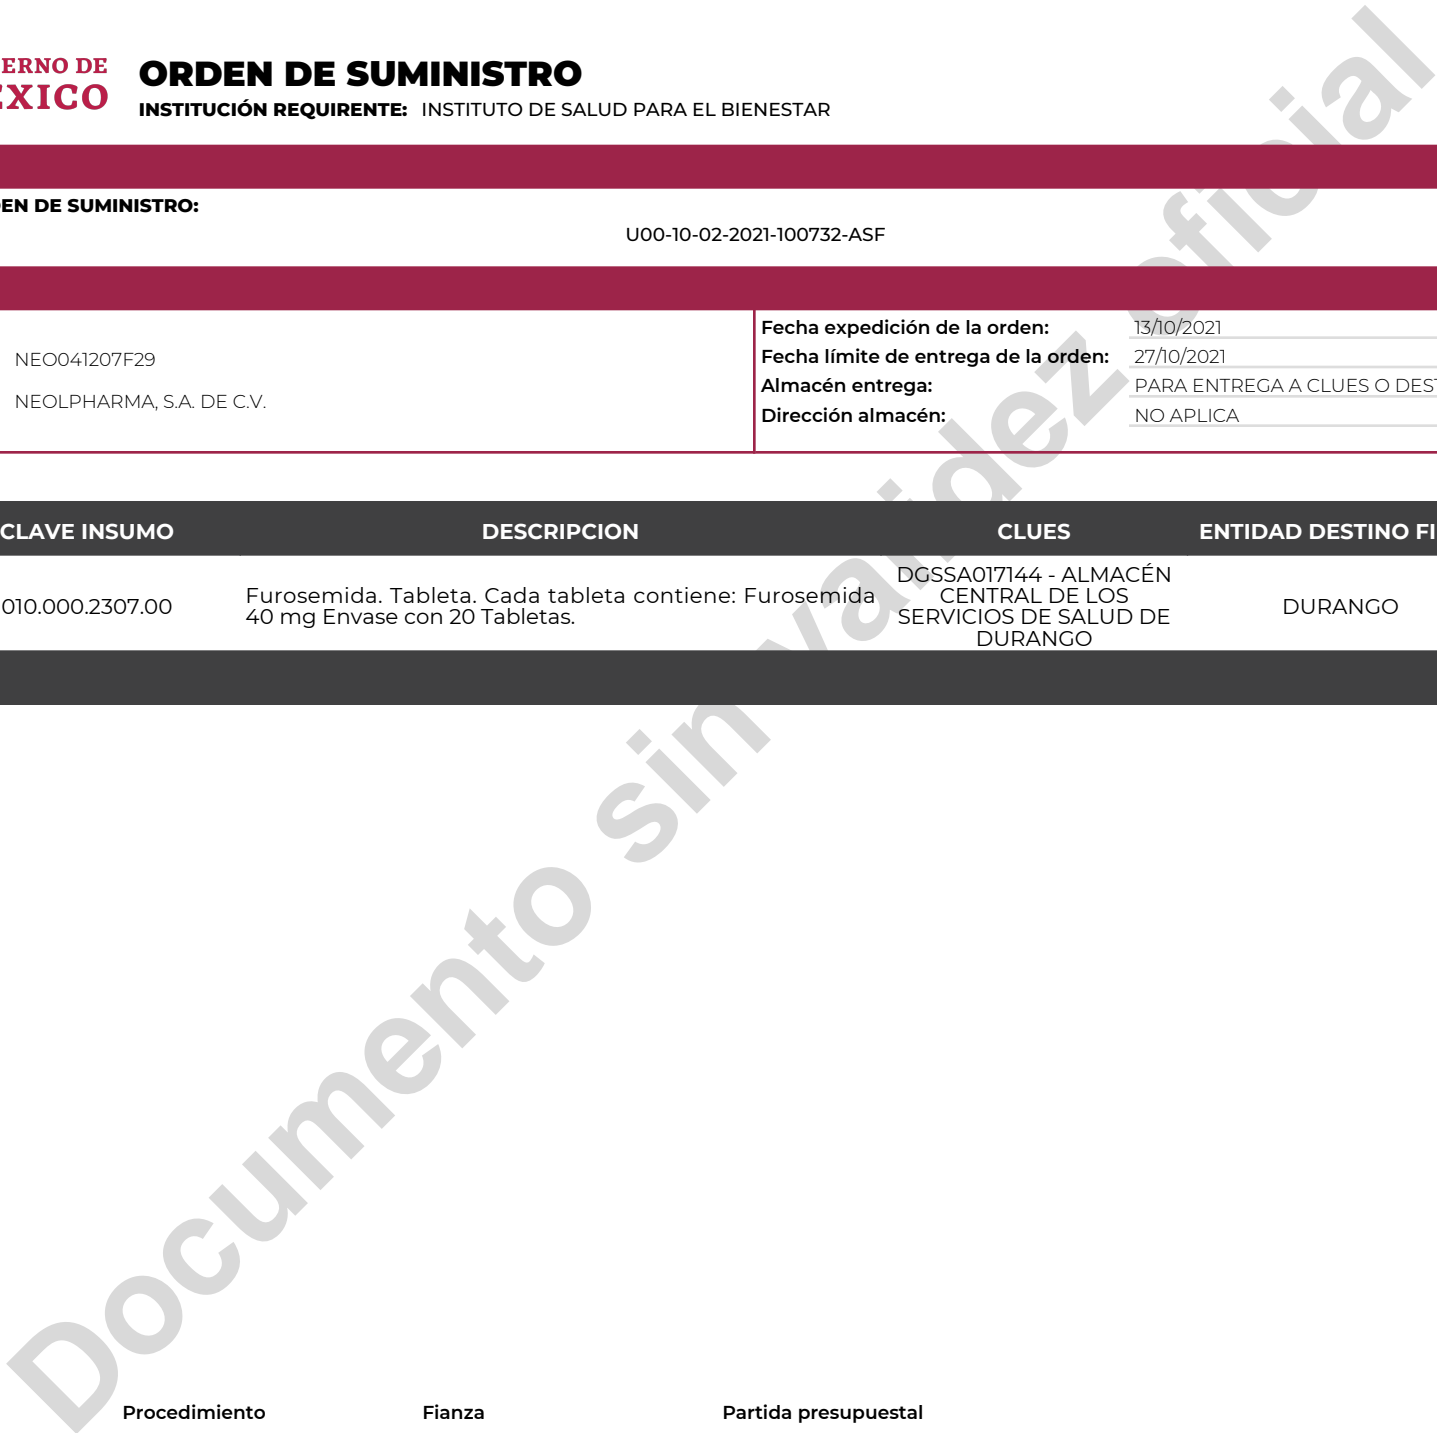 ERNO DE
EXICO
ORDEN DE SUMINISTRO
INSTITUCIÓN REQUIRENTE: INSTITUTO DE SALUD PARA EL BIENESTAR
EN DE SUMINISTRO:
U00-10-02-2021-100732-ASF
NEO041207F29
NEOLPHARMA, S.A. DE C.V.
Fecha expedición de la orden: 13/10/2021
Fecha límite de entrega de la orden: 27/10/2021
Almacén entrega: PARA ENTREGA A CLUES O DEST
Dirección almacén: NO APLICA
CLAVE INSUMO DESCRIPCION CLUES ENTIDAD DESTINO FI
010.000.2307.00
Furosemida. Tableta. Cada tableta contiene: Furosemida
40 mg Envase con 20 Tabletas.
DGSSA017144 - ALMACÉN
CENTRAL DE LOS
SERVICIOS DE SALUD DE
DURANGO
DURANGO
Documento sin validez oficial
Procedimiento Fianza Partida presupuestal